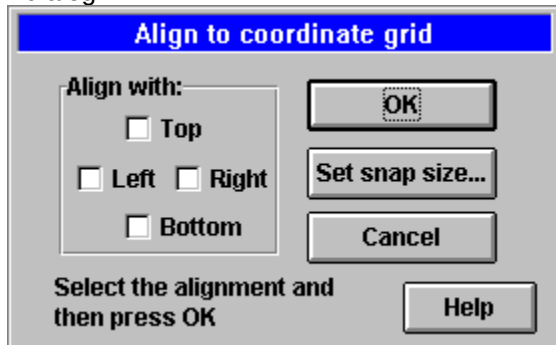 Align to coordinate grid
Align with:
Top
Left Right
Bottom
OK
Set snap size...
Cancel
Select the alignment and
then press OK
Help